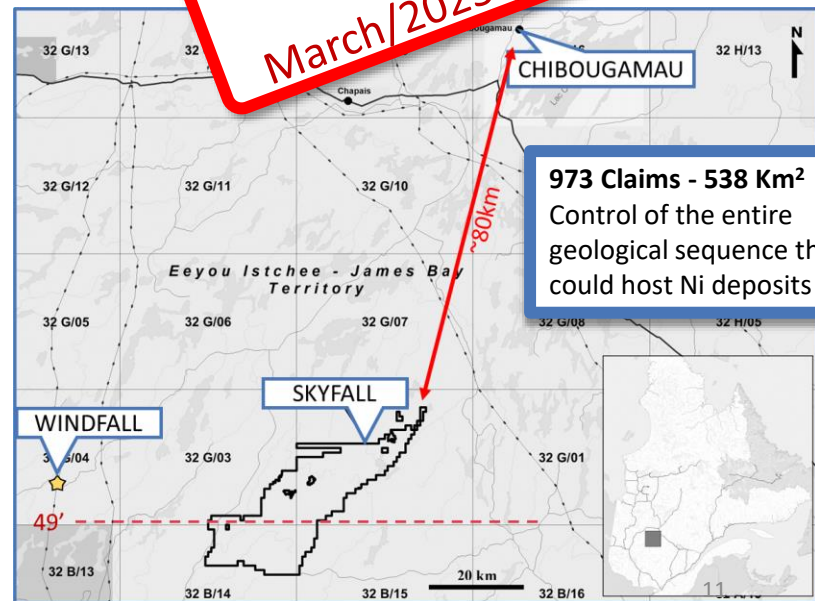 March/2025
32 G/13
32
32 H/13
N
CHIBOUGAMAU
Chapais
32 G/12
32 G/11
32 G/10
973 Claims - 538 Km²
Control of the entire
geological sequence
could host Ni deposits
~80km
Eeyou Istchee - James Bay
Territory
32 G/05
32 G/06
32 G/07
32 G/08
32 H/05
SKYFALL
WINDFALL
G/04
32 G/03
32 G/01
49'
32 B/13
20 km
32 B/14
32 B/15
32 B/16
11